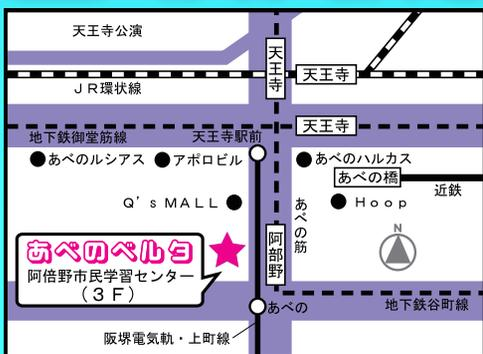 天王寺公演
天王寺
天王寺
JR環状線
天王寺
地下鉄御堂筋線
天王寺駅前
あべのルシアス
アポロビル
あべのハルカス
あべの橋
近鉄
Q's MALL
Hoop
あべの筋
阿部野
N
あべのベルタ
阿倍野市民学習センター
(3F)
あべの
地下鉄谷町線
阪堺電気軌・上町線